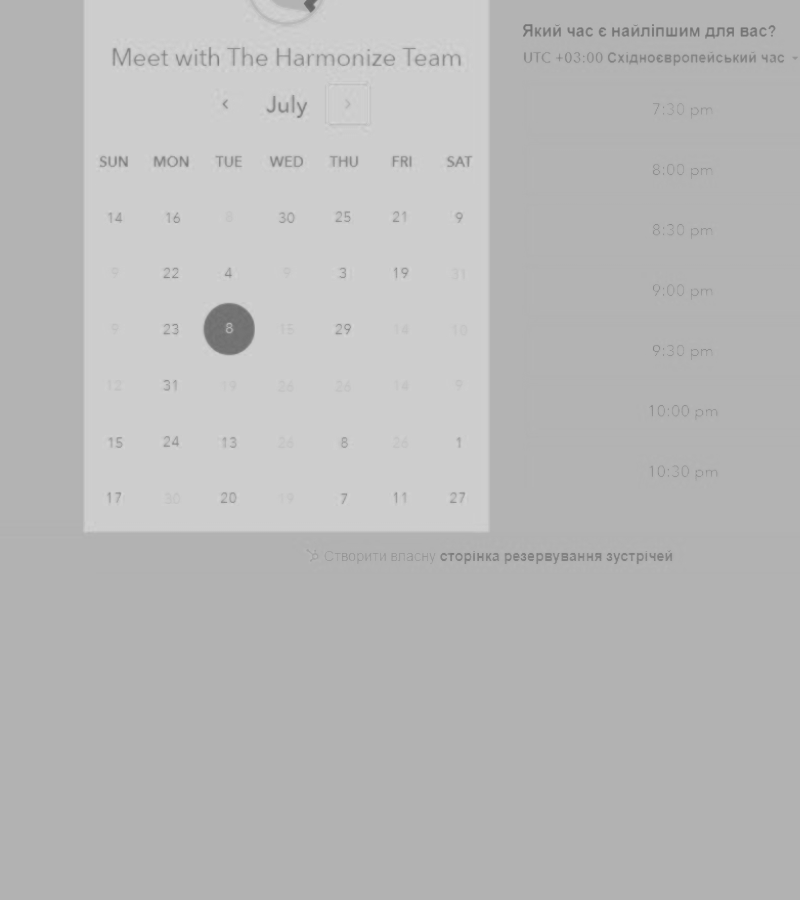 Meet with The Harmonize Team
July
SUN MON TUE WED THU FRI SAT
14 16 30 25 21 9
9 22 4 9 3 19 31
9 23 8 15 29 14 10
12 31 19 26 26 14 9
15 24 13 26 8 26 1
17 30 20 19 7 11 27
Який час є найліпшим для вас?
UTC +03:00 Східноєвропейський час
7:30 pm
8:00 pm
8:30 pm
9:00 pm
9:30 pm
10:00 pm
10:30 pm
Створити власну сторінка резервування зустрічей